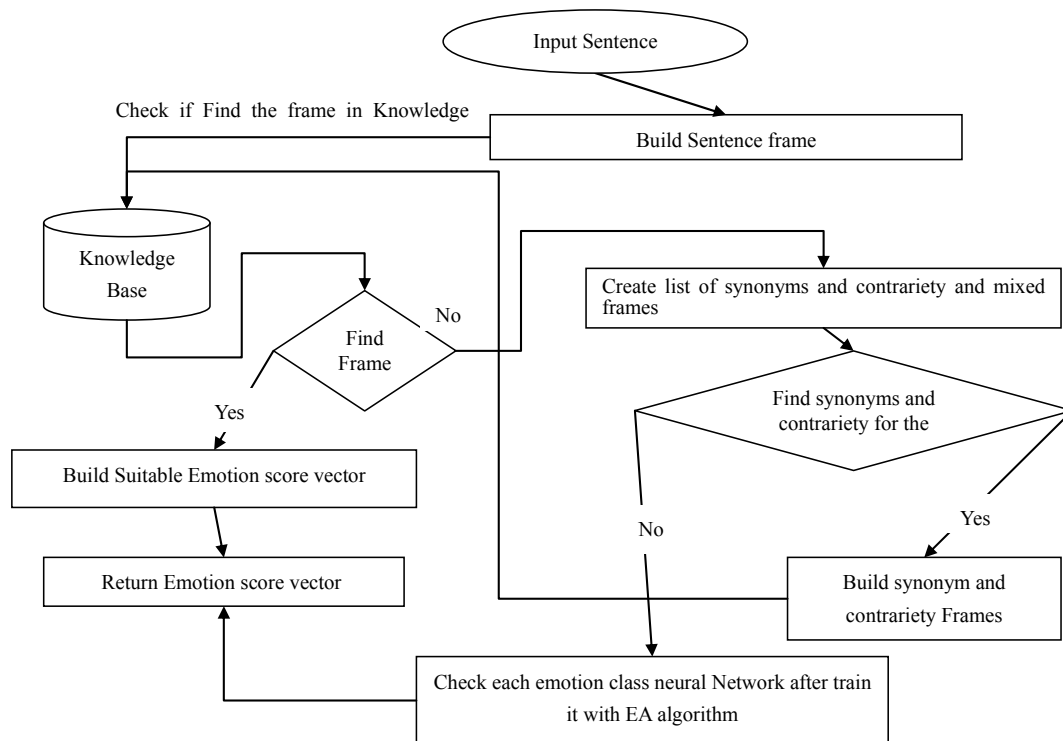 Input Sentence
Check if Find the frame in Knowledge
Build Sentence frame
Knowledge
Base
Create list of synonyms and contrariety and mixed
frames
No
Find
Frame
Find synonyms and
contrariety for the
Yes
Build Suitable Emotion score vector
No
Yes
Return Emotion score vector
Build synonym and
contrariety Frames
Check each emotion class neural Network after train
it with EA algorithm